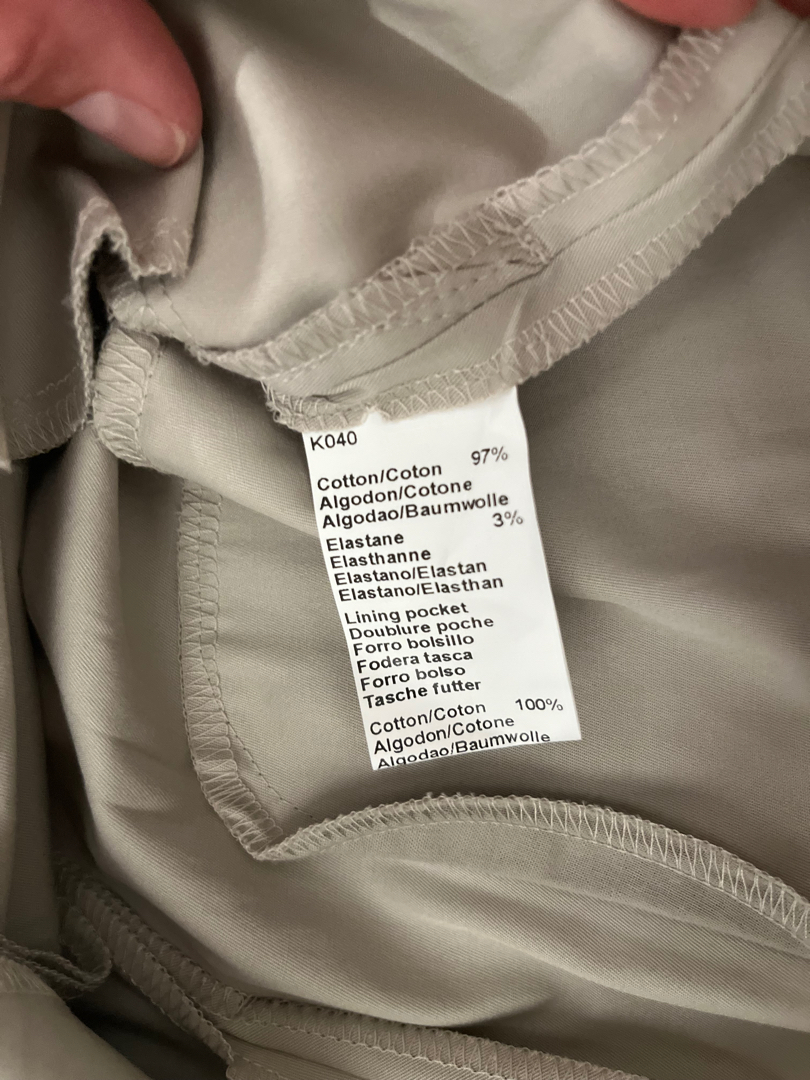 K040
97%
Cotton/Coton
Algodon/Cotone
Algodao/Baumwolle
3%
Elastane
Elasthanne
Elastano/Elastan
Elastano/Elasthan
Lining pocket
Doublure poche
Forro bolsillo
Fodera tasca
Forro bolso
Tasche futter
Cotton/Coton 100%
Algodon/Cotone
Algodao/Baumwolle